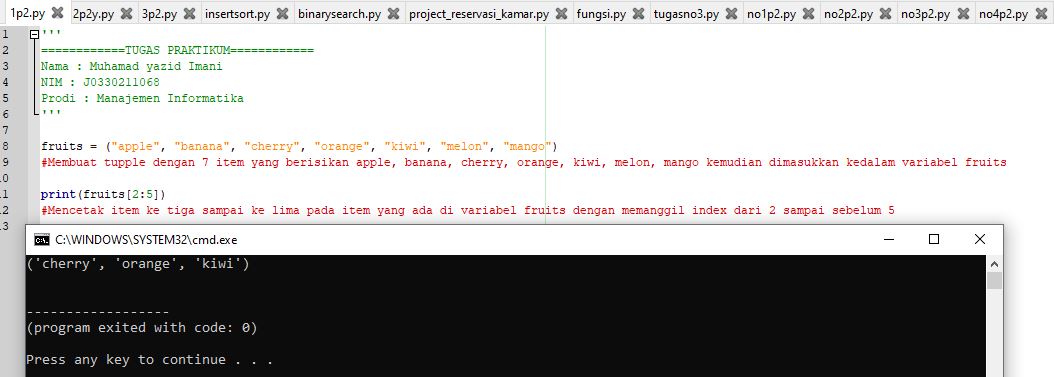 1p2.py 2p2y.py 3p2.py insertsort.py binarysearch.py project_reservasi_kamar.py fungsi.py tugasno3.py no1p2.py no2p2.py no3p2.py no4p2.py
1 '''
2 ============TUGAS PRAKTIKUM============
3 Nama : Muhamad yazid Imani
4 NIM : J0330211068
5 Prodi : Manajemen Informatika
6 '''
7
8 fruits = ("apple", "banana", "cherry", "orange", "kiwi", "melon", "mango")
9 #Membuat tupple dengan 7 item yang berisikan apple, banana, cherry, orange, kiwi, melon, mango kemudian dimasukkan kedalam variabel fruits
10
11 print(fruits[2:5])
12 #Mencetak item ke tiga sampai ke lima pada item yang ada di variabel fruits dengan memanggil index dari 2 sampai sebelum 5
13
C:\WINDOWS\SYSTEM32\cmd.exe
('cherry', 'orange', 'kiwi')
------------------
(program exited with code: 0)
Press any key to continue . . .